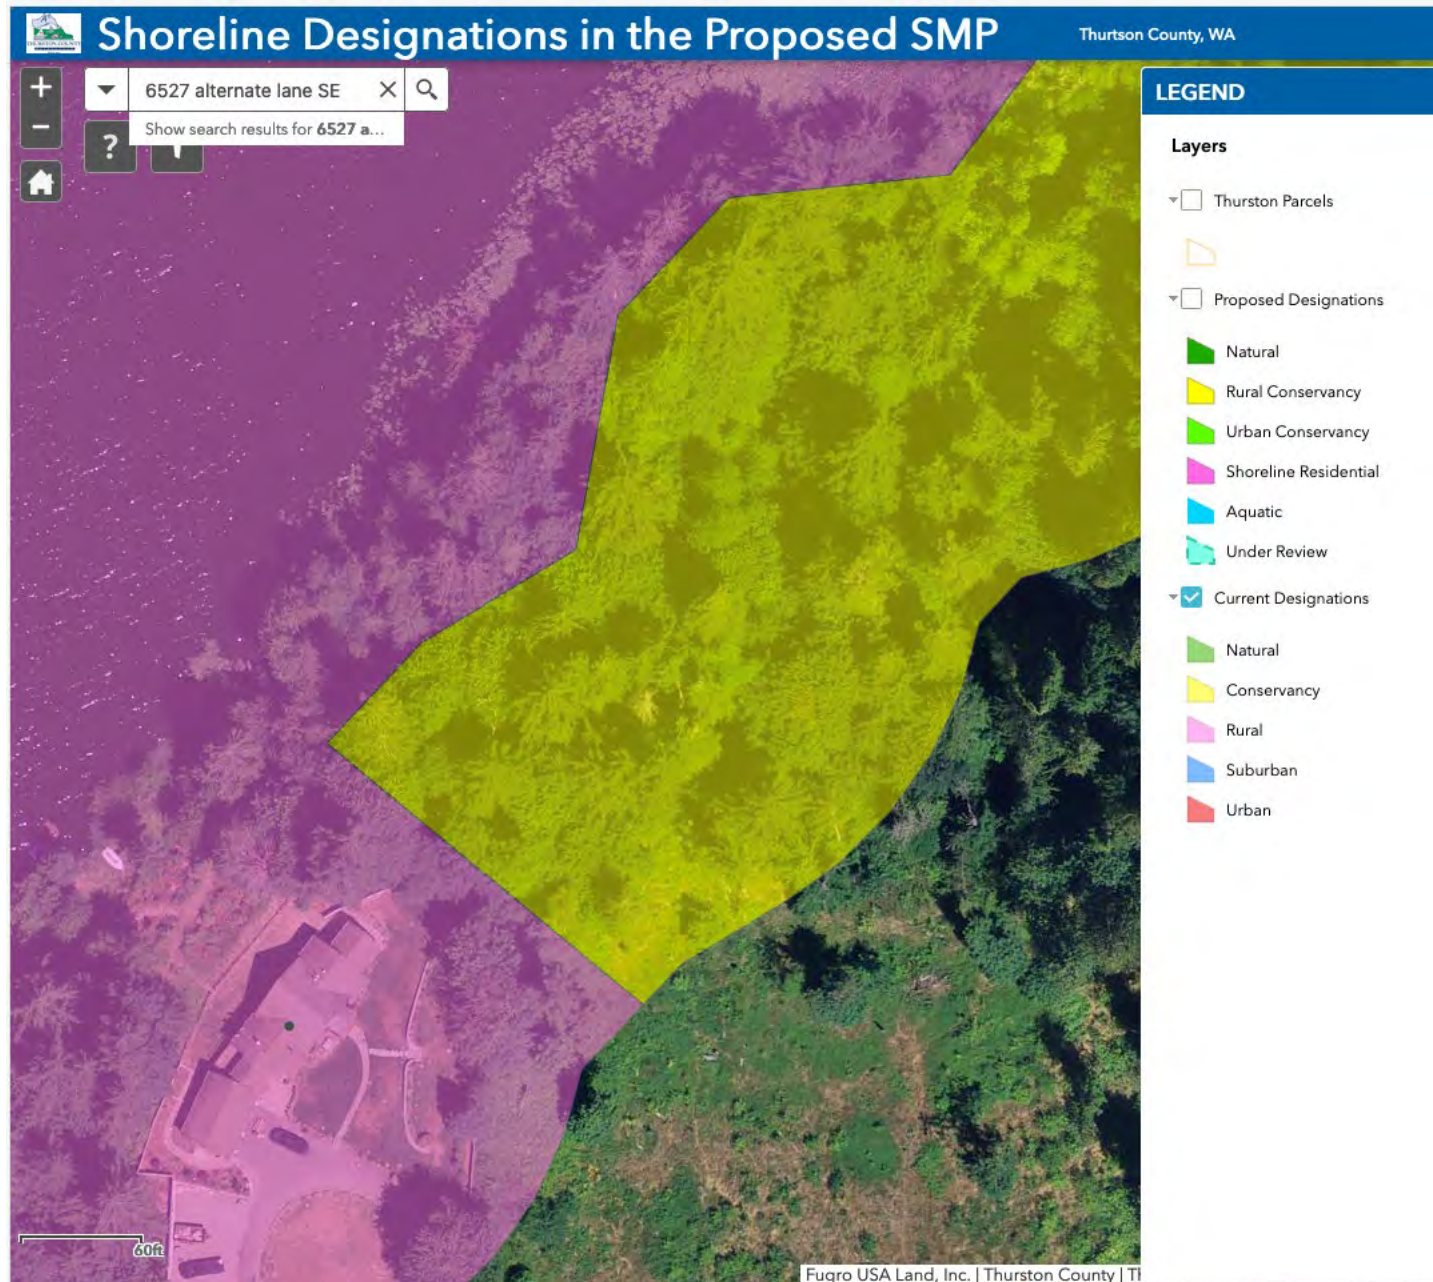 Shoreline Designations in the Proposed SMP
Thurtson County, WA
+
−
6527 alternate lane SE
Show search results for 6527 a...
?
LEGEND
Layers
Thurston Parcels
Proposed Designations
Natural
Rural Conservancy
Urban Conservancy
Shoreline Residential
Aquatic
Under Review
Current Designations
Natural
Conservancy
Rural
Suburban
Urban
60ft
Fugro USA Land, Inc. | Thurston County | Th